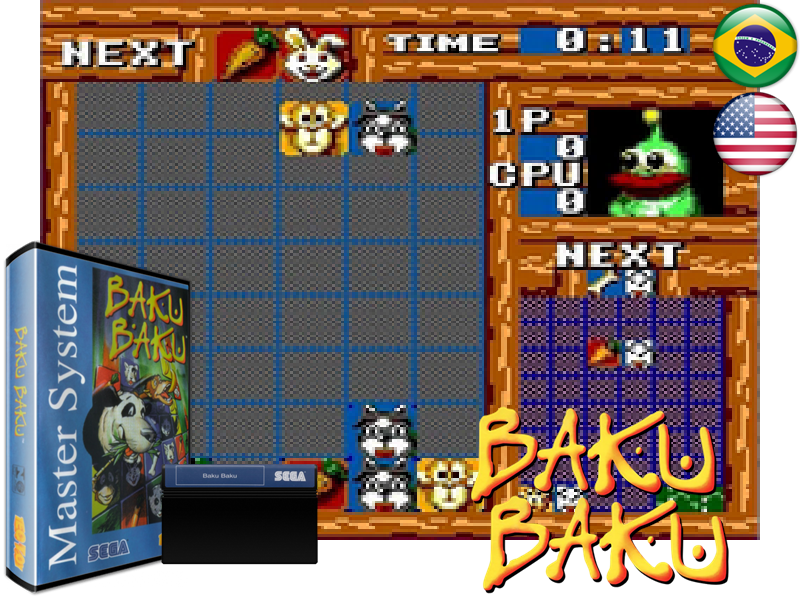 NEXT
TIME 0:11
1P
0
CPU
0
NEXT
Master System
BAKU
BAKU
BAKU BAKU
SEGA
Baku Baku
SEGA
BAKU
BAKU